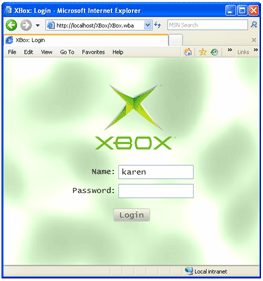 XBox: Login - Microsoft Internet Explorer
http://localhost/XBox/XBox.wba
MSN Search
XBox: Login
File Edit View Go To Favorites Help
Links
XBOX
Name: karen
Password:
Login
Local intranet